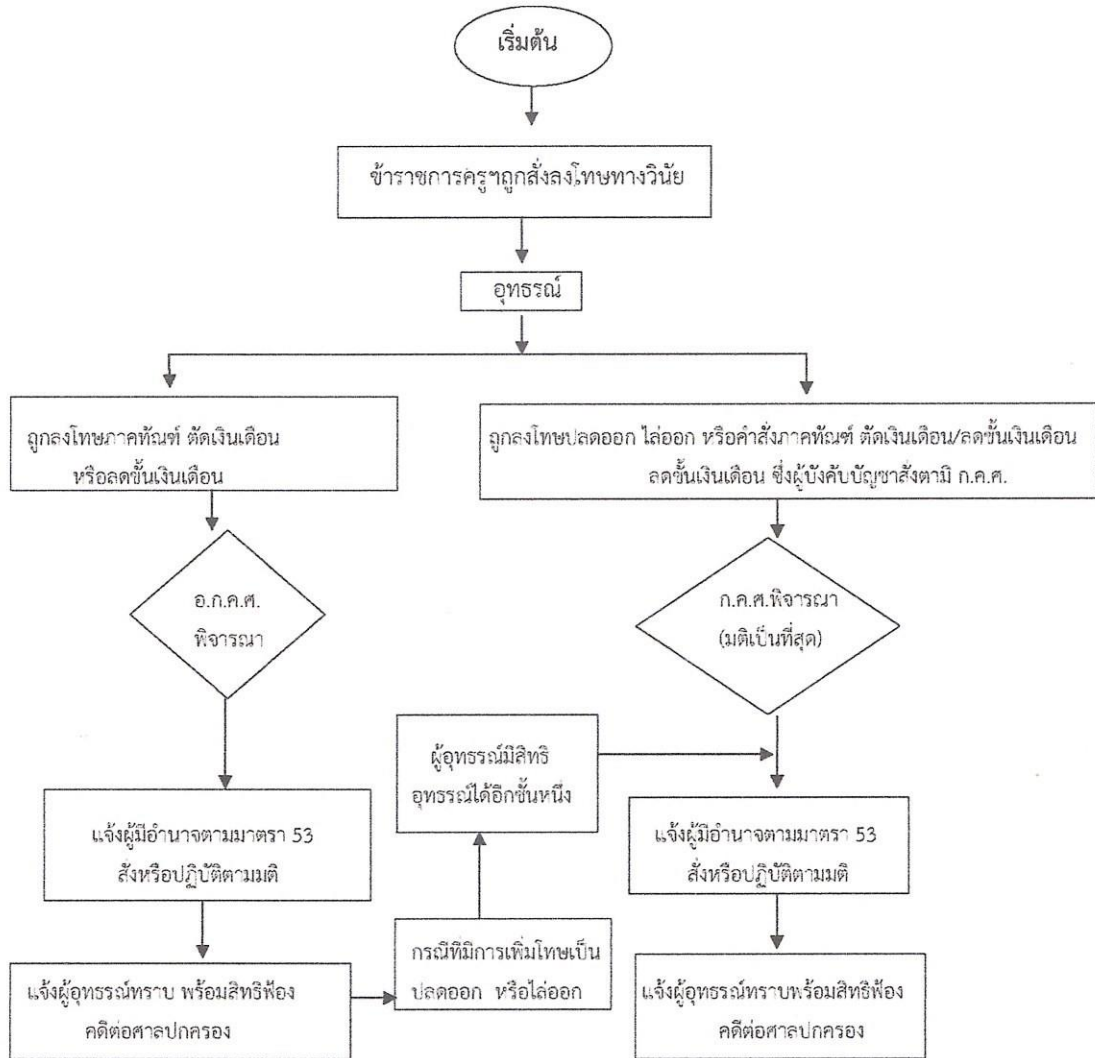 เริ่มต้น
ข้าราชการครูฯถูกสั่งลงโทษทางวินัย
อุทธรณ์
ถูกลงโทษภาคทัณฑ์ ตัดเงินเดือน
หรือลดขั้นเงินเดือน
ถูกลงโทษปลดออก ไล่ออก หรือคำสั่งภาคทัณฑ์ ตัดเงินเดือน/ลดขั้นเงินเดือน
ลดขั้นเงินเดือน ซึ่งผู้บังคับบัญชาสั่งตามิ ก.ค.ศ.
อ.ก.ค.ศ.
พิจารณา
ก.ค.ศ.พิจารณา
(มติเป็นที่สุด)
ผู้อุทธรณ์มีสิทธิ
อุทธรณ์ได้อีกชั้นหนึ่ง
แจ้งผู้มีอำนาจตามมาตรา 53
สั่งหรือปฏิบัติตามมติ
แจ้งผู้มีอำนาจตามมาตรา 53
สั่งหรือปฏิบัติตามมติ
แจ้งผู้อุทธรณ์ทราบ พร้อมสิทธิฟ้อง
คดีต่อศาลปกครอง
กรณีที่มีการเพิ่มโทษเป็น
ปลดออก หรือไล่ออก
แจ้งผู้อุทธรณ์ทราบพร้อมสิทธิฟ้อง
คดีต่อศาลปกครอง